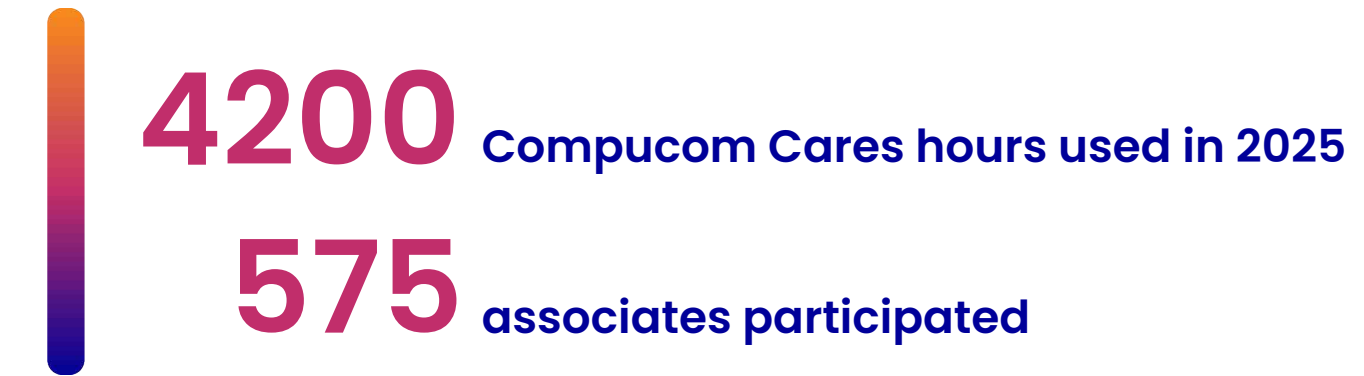 4200 Compucom Cares hours used in 2025
575 associates participated